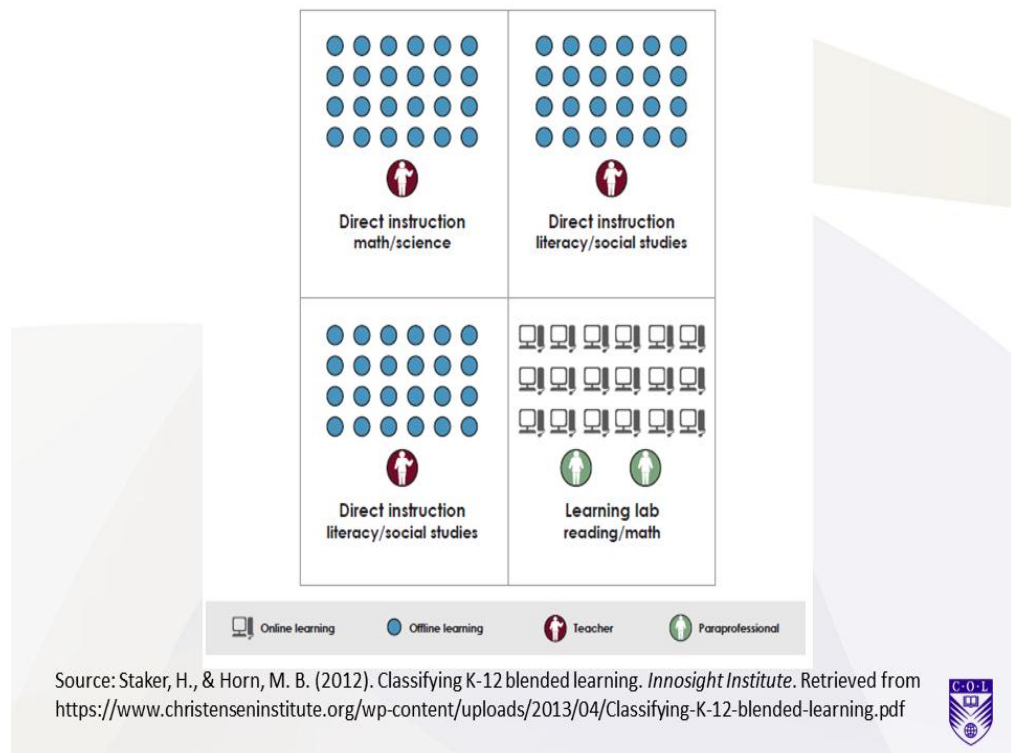 Direct instruction
math/science
Direct instruction
literacy/social studies
Direct instruction
literacy/social studies
Learning lab
reading/math
Online learning
Offline learning
Teacher
Paraprofessional
Source: Staker, H., & Horn, M. B. (2012). Classifying K-12 blended learning. Innosight Institute. Retrieved from
https://www.christenseninstitute.org/wp-content/uploads/2013/04/Classifying-K-12-blended-learning.pdf
C·O·L